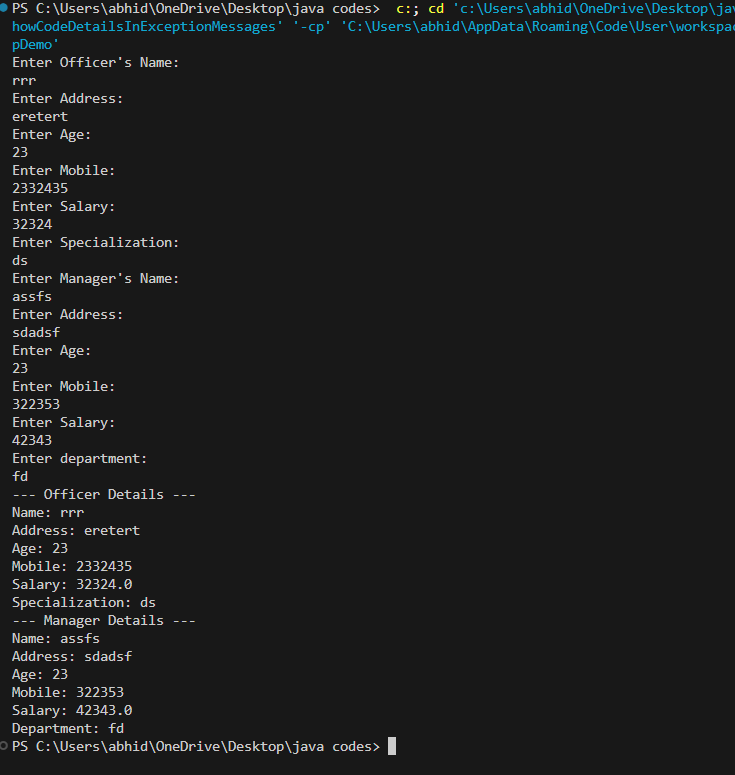 PS C:\Users\abhid\OneDrive\Desktop\java codes>  c:; cd 'c:\Users\abhid\OneDrive\Desktop\jav
howCodeDetailsInExceptionMessages' '-cp' 'C:\Users\abhid\AppData\Roaming\Code\User\workspac
pDemo'
Enter Officer's Name:
rrr
Enter Address:
eretert
Enter Age:
23
Enter Mobile:
2332435
Enter Salary:
32324
Enter Specialization:
ds
Enter Manager's Name:
assfs
Enter Address:
sdadsf
Enter Age:
23
Enter Mobile:
322353
Enter Salary:
42343
Enter department:
fd
--- Officer Details ---
Name: rrr
Address: eretert
Age: 23
Mobile: 2332435
Salary: 32324.0
Specialization: ds
--- Manager Details ---
Name: assfs
Address: sdadsf
Age: 23
Mobile: 322353
Salary: 42343.0
Department: fd
PS C:\Users\abhid\OneDrive\Desktop\java codes>